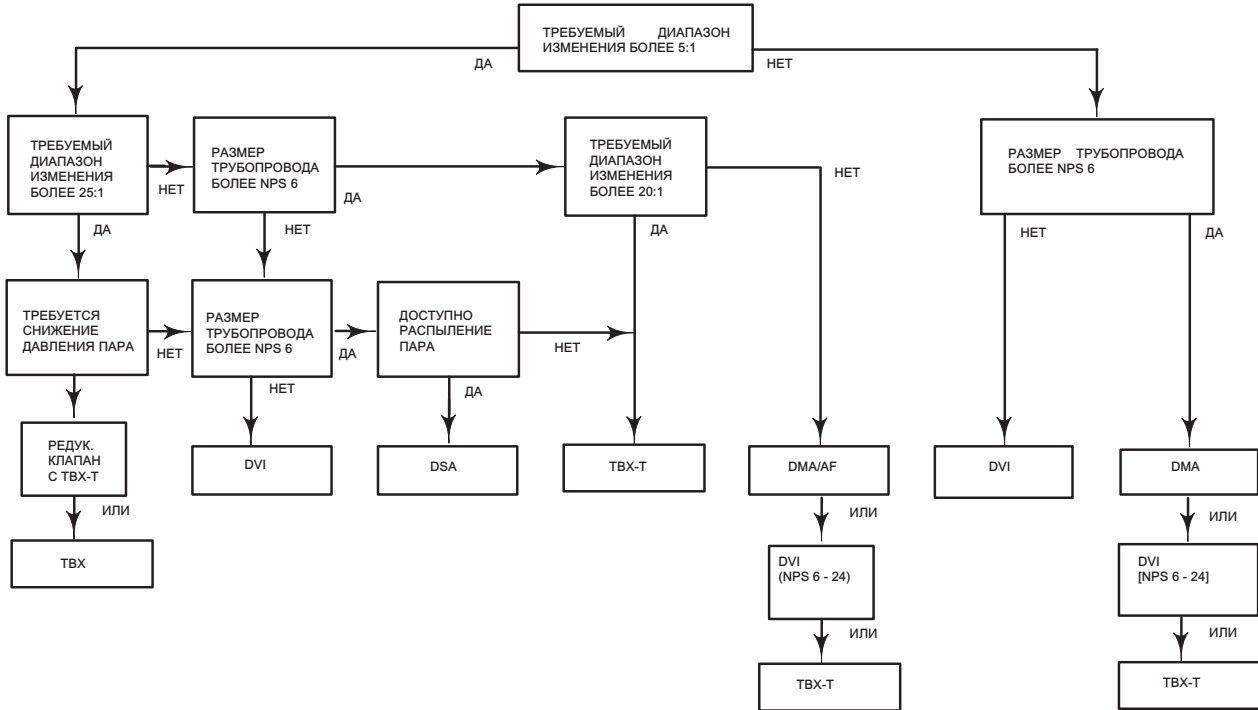 ТРЕБУЕМЫЙ ДИАПАЗОН
ИЗМЕНЕНИЯ БОЛЕЕ 5:1
ДА
НЕТ
ТРЕБУЕМЫЙ
ДИАПАЗОН
ИЗМЕНЕНИЯ
БОЛЕЕ 25:1
НЕТ
РАЗМЕР
ТРУБОПРОВОДА
БОЛЕЕ NPS 6
ДА
ТРЕБУЕМЫЙ
ДИАПАЗОН
ИЗМЕНЕНИЯ
БОЛЕЕ 20:1
НЕТ
РАЗМЕР ТРУБОПРОВОДА
БОЛЕЕ NPS 6
ДА
НЕТ
ДА
НЕТ
ДА
ТРЕБУЕТСЯ
СНИЖЕНИЕ
ДАВЛЕНИЯ ПАРА
НЕТ
РАЗМЕР
ТРУБОПРОВОДА
БОЛЕЕ NPS 6
ДА
ДОСТУПНО
РАСПЫЛЕНИЕ
ПАРА
НЕТ
НЕТ
ДА
РЕДУК.
КЛАПАН
С TBX-T
DVI
DSA
TBX-T
DMA/AF
DVI
DMA
ИЛИ
ИЛИ
ИЛИ
TBX
DVI
(NPS 6 - 24)
DVI
[NPS 6 - 24]
ИЛИ
ИЛИ
TBX-T
TBX-T